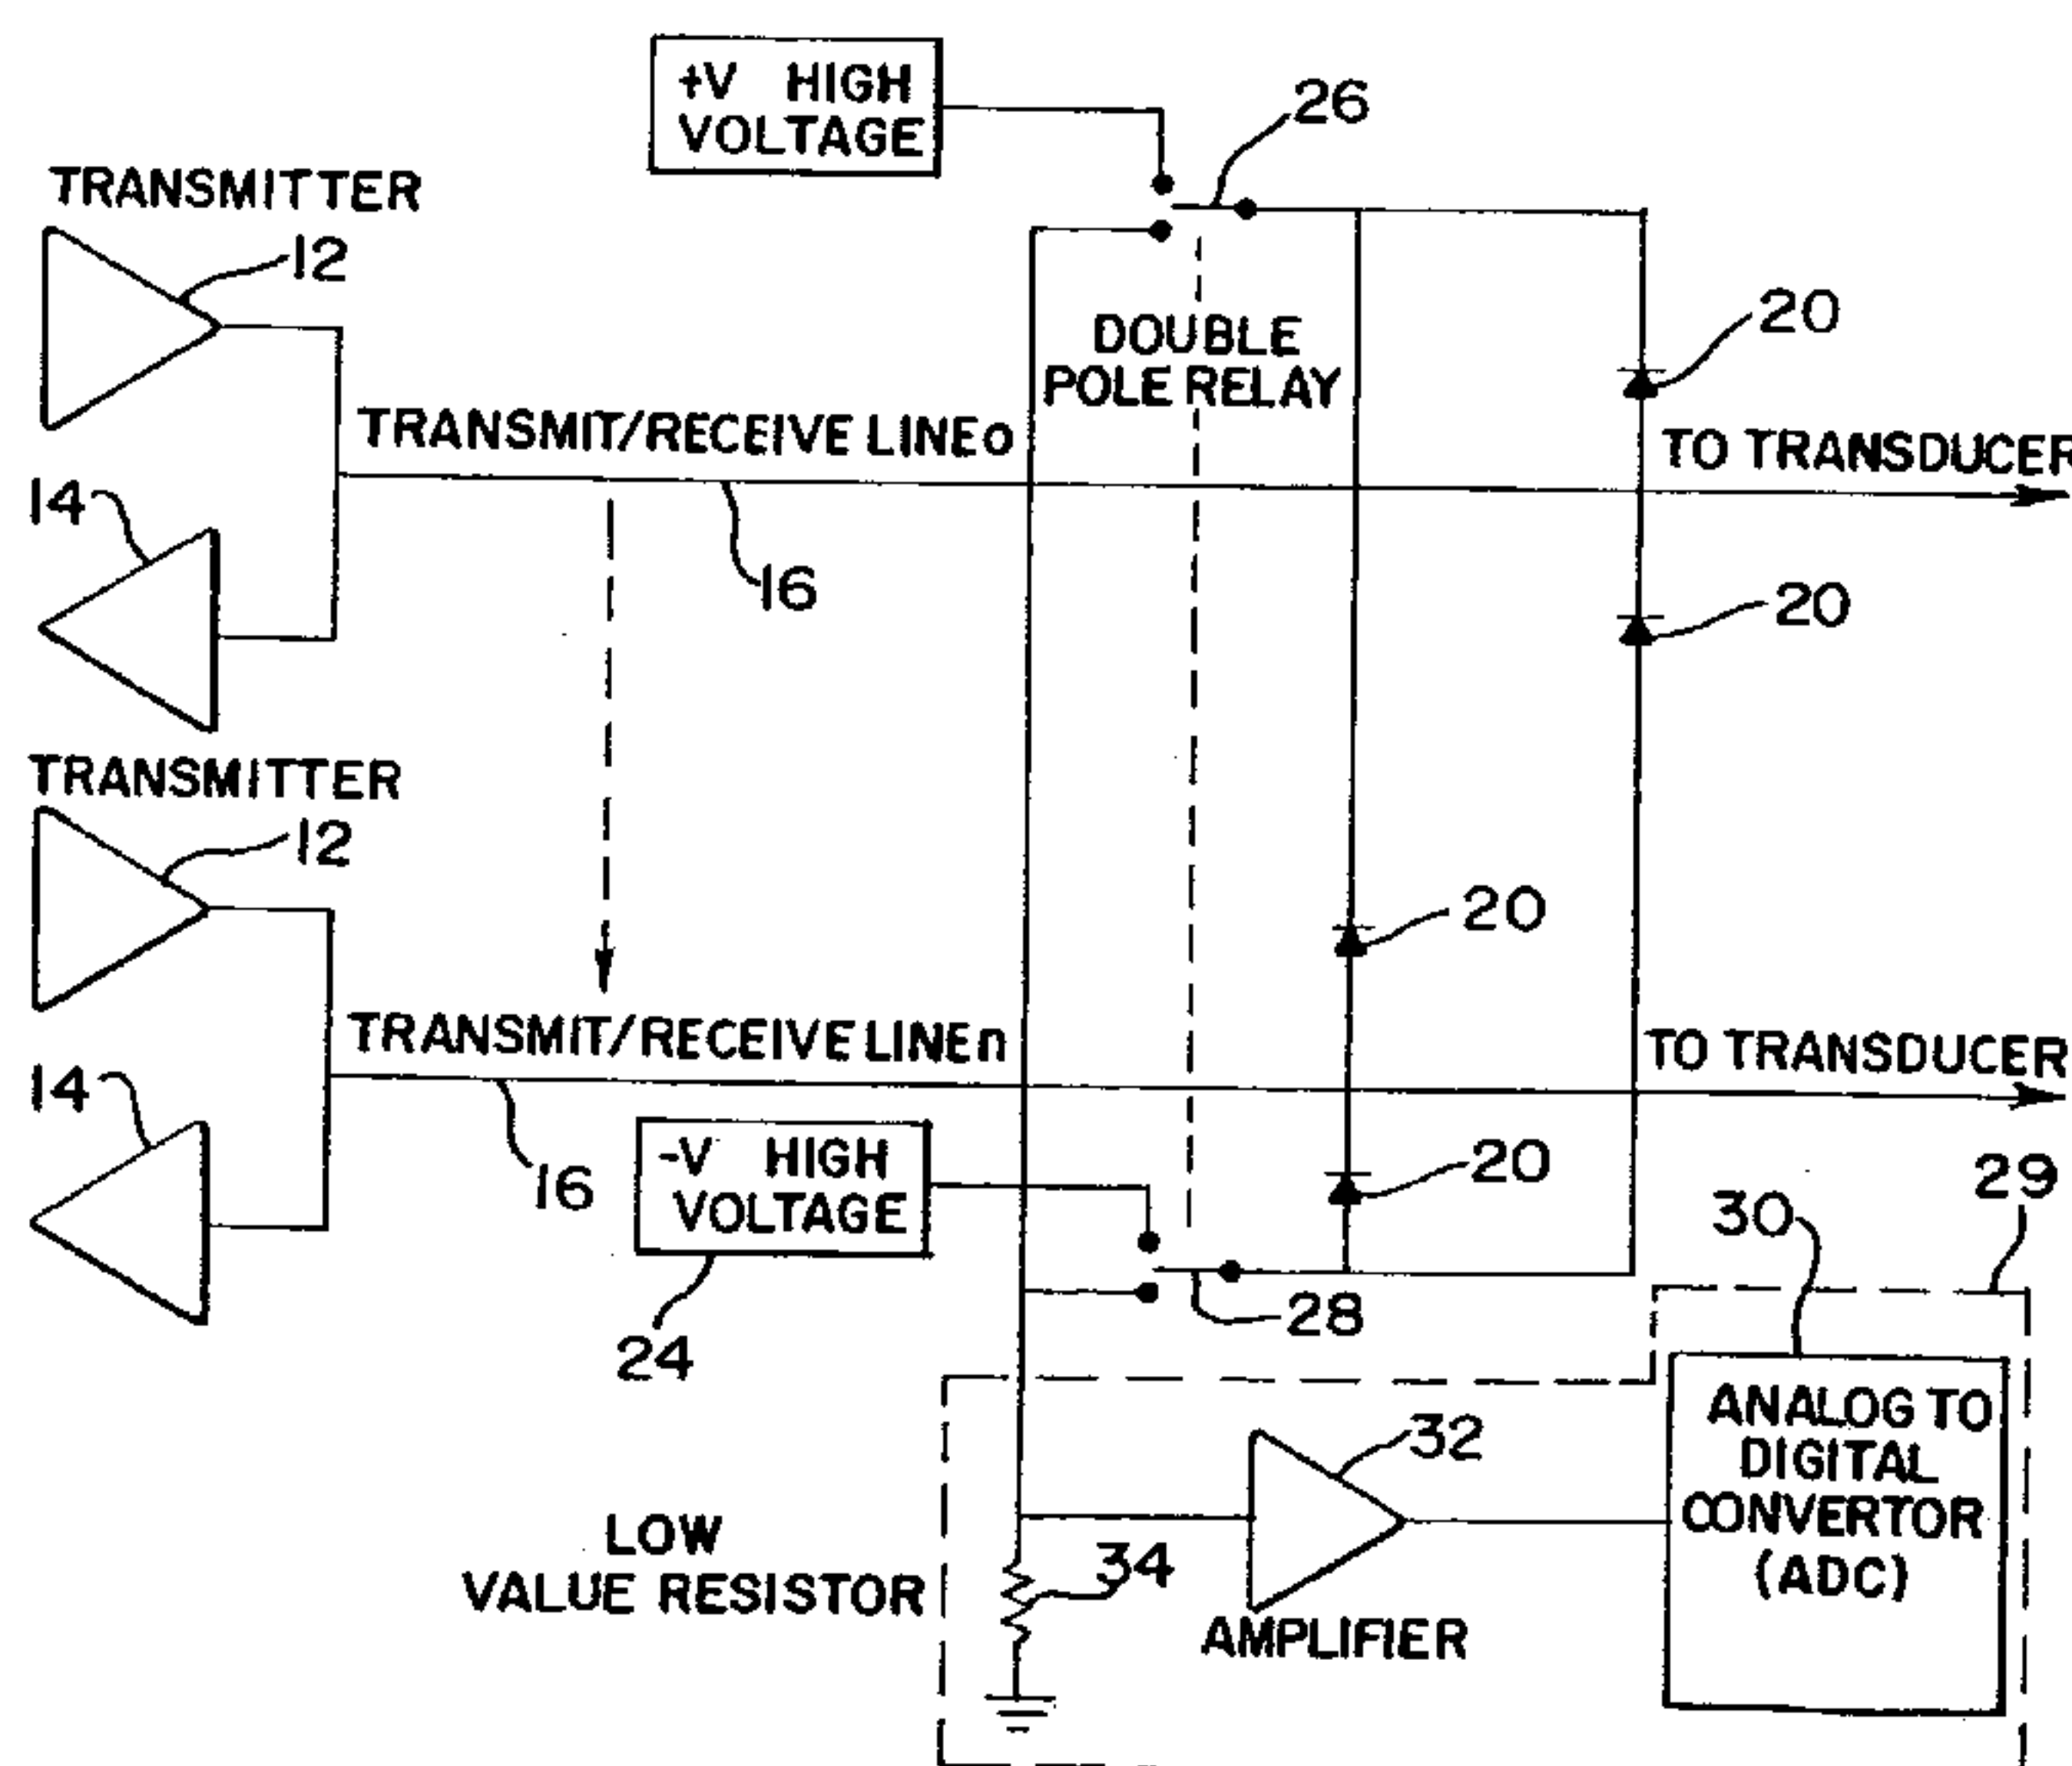 +V HIGH
VOLTAGE
26
TRANSMITTER
12
20
DOUBLE
POLE RELAY
TRANSMIT/RECEIVE LINE o
TO TRANSDUCER
14
16
20
TRANSMITTER
12
20
TRANSMIT/RECEIVE LINE n
TO TRANSDUCER
14
16
-V HIGH
VOLTAGE
20
29
30
28
24
ANALOG TO
DIGITAL
CONVERTOR
(ADC)
32
LOW
VALUE RESISTOR
34
AMPLIFIER